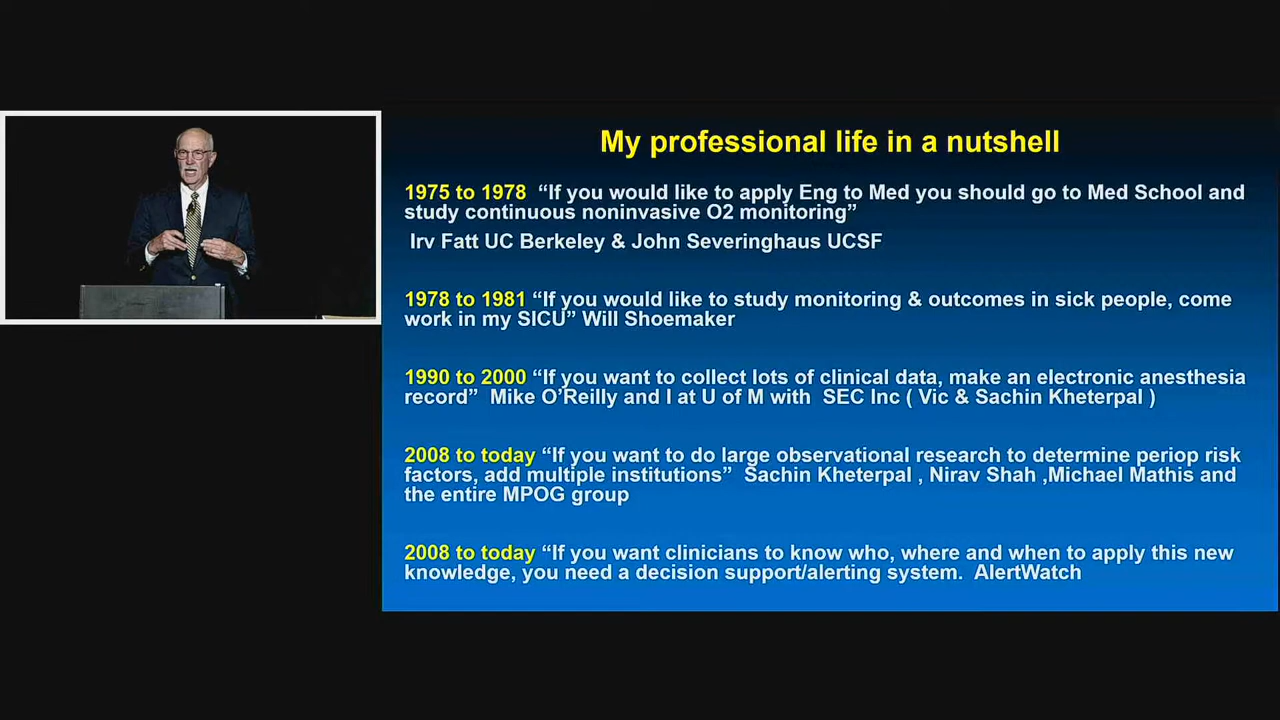 My professional life in a nutshell
1975 to 1978 “If you would like to apply Eng to Med you should go to Med School and
study continuous noninvasive O2 monitoring”
Irv Fatt UC Berkeley & John Severinghaus UCSF
1978 to 1981 “If you would like to study monitoring & outcomes in sick people, come
work in my SICU” Will Shoemaker
1990 to 2000 “If you want to collect lots of clinical data, make an electronic anesthesia
record” Mike O’Reilly and I at U of M with SEC Inc ( Vic & Sachin Kheterpal )
2008 to today “If you want to do large observational research to determine periop risk
factors, add multiple institutions” Sachin Kheterpal , Nirav Shah ,Michael Mathis and
the entire MPOG group
2008 to today “If you want clinicians to know who, where and when to apply this new
knowledge, you need a decision support/alerting system. AlertWatch